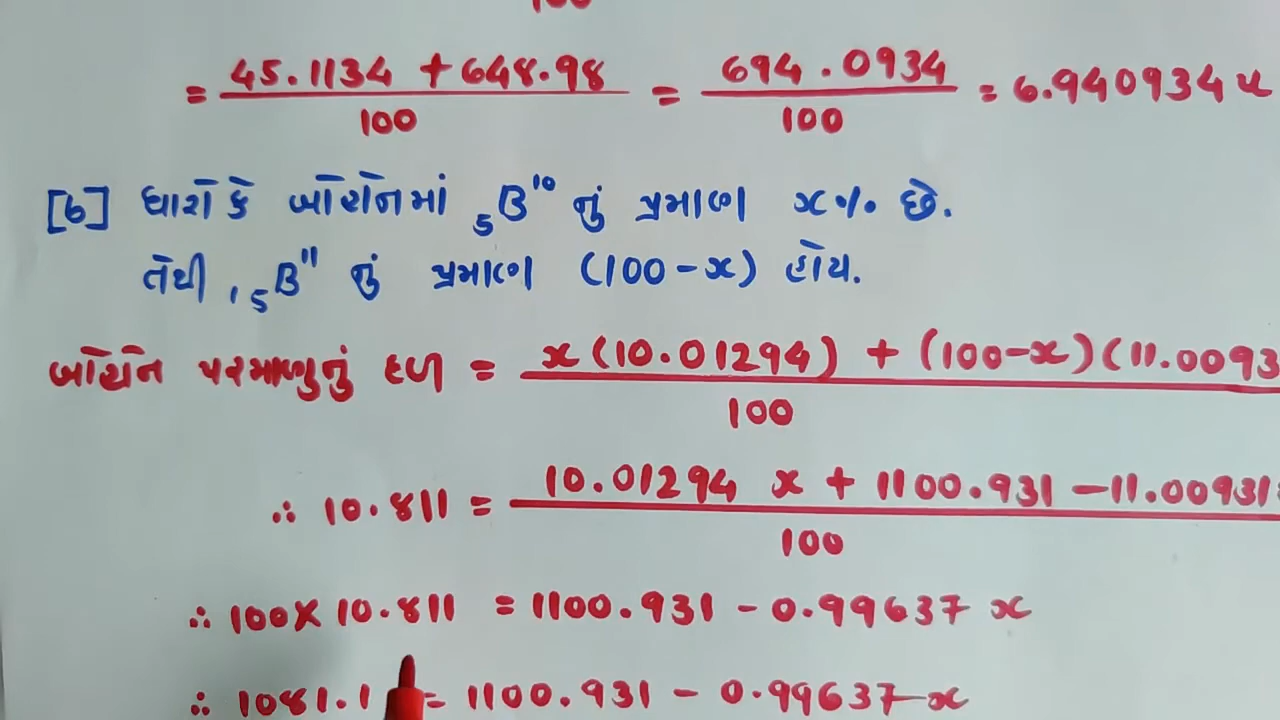 100
= 45.1134 + 648.98 / 100 = 694.0934 / 100 = 6.940934 u
[b] ધારો કે બોરોનમાં ₅B¹⁰ નું પ્રમાણ x% છે.
તેથી, ₅B¹¹ નું પ્રમાણ (100-x) હોય.
બોરોન પરમાણુનું દળ = x(10.01294) + (100-x)(11.0093 / 100
∴ 10.811 = 10.01294 x + 1100.931 - 11.00931 / 100
∴ 100 × 10.811 = 1100.931 - 0.99637 x
∴ 1081.1 = 1100.931 - 0.99637 x